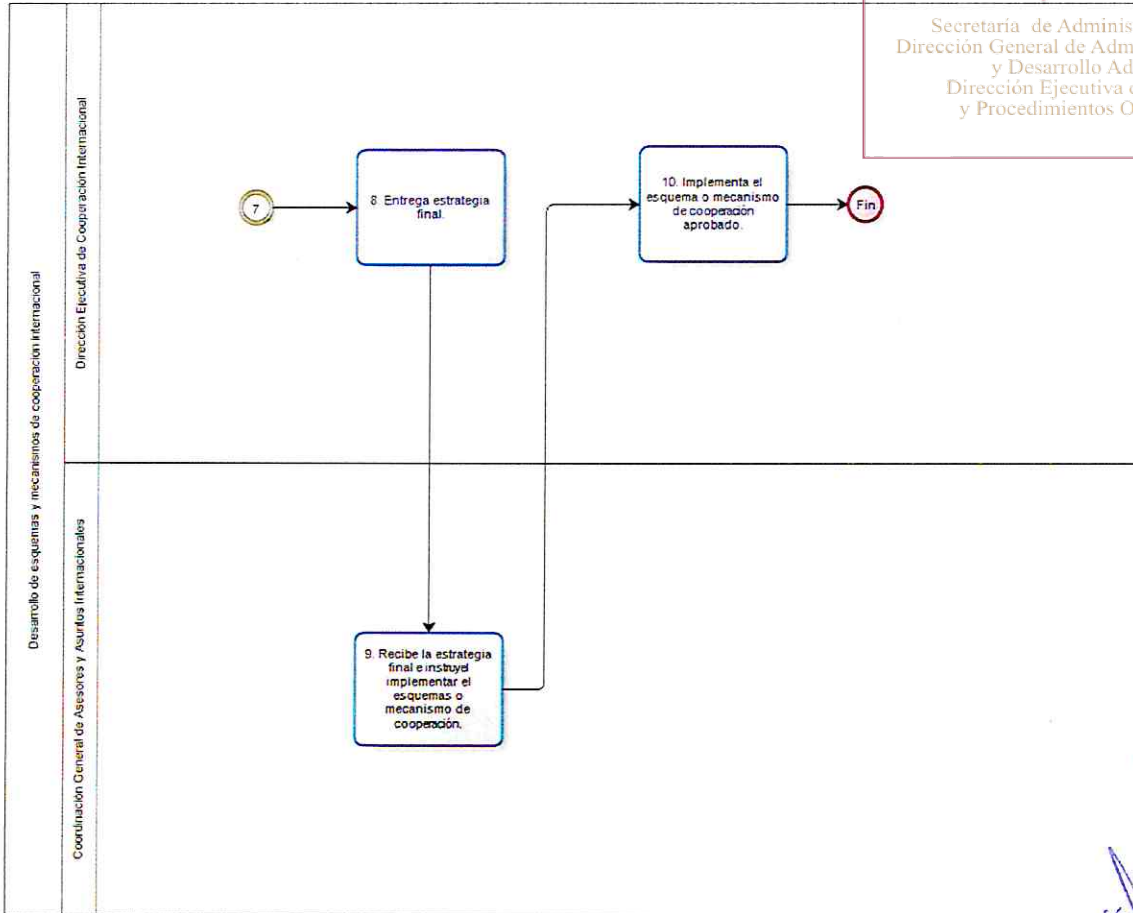 Secretaría de Adminis
Dirección General de Adm
y Desarrollo Ad
Dirección Ejecutiva
y Procedimientos O
Desarrollo de esquemas y mecanismos de cooperacion internacional
Dirección Ejecutiva de Cooperación Internacional
7
8. Entrega estrategia
final.
10. Implementa el
esquema o mecanismo
de cooperación
aprobado.
Fin
Coordinación General de Asesores y Asuntos Internacionales
9. Recibe la estrategia
final e instruyel
implementar el
esquemas o
mecanismo de
cooperación.